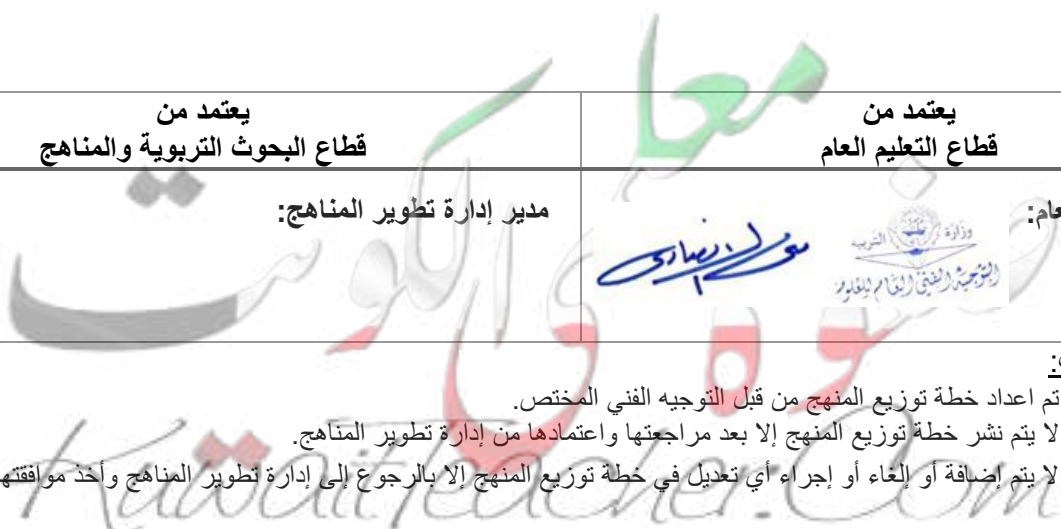 يعتمد من
قطاع التعليم العام
يعتمد من
قطاع البحوث التربوية والمناهج
عام:
وزارة التربية
التوجيه الفني العام للعلوم
مدير إدارة تطوير المناهج:
تم اعداد خطة توزيع المنهج من قبل التوجيه الفني المختص.
لا يتم نشر خطة توزيع المنهج إلا بعد مراجعتها واعتمادها من إدارة تطوير المناهج.
لا يتم إضافة أو إلغاء أو إجراء أي تعديل في خطة توزيع المنهج إلا بالرجوع إلى إدارة تطوير المناهج وأخذ موافقتها
KuwaitTeacher.Com